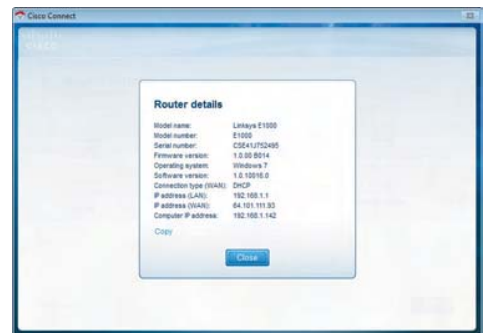 Cisco Connect
CISCO
Router details
Model name: Linksys E1000
Model number: E1000
Serial number: CSE41J752495
Firmware version: 1.0.00 B014
Operating system: Windows 7
Software version: 1.0.10016.0
Connection type (WAN): DHCP
IP address (LAN): 192.168.1.1
IP address (WAN): 64.101.111.93
Computer IP address: 192.168.1.142
Copy
Close